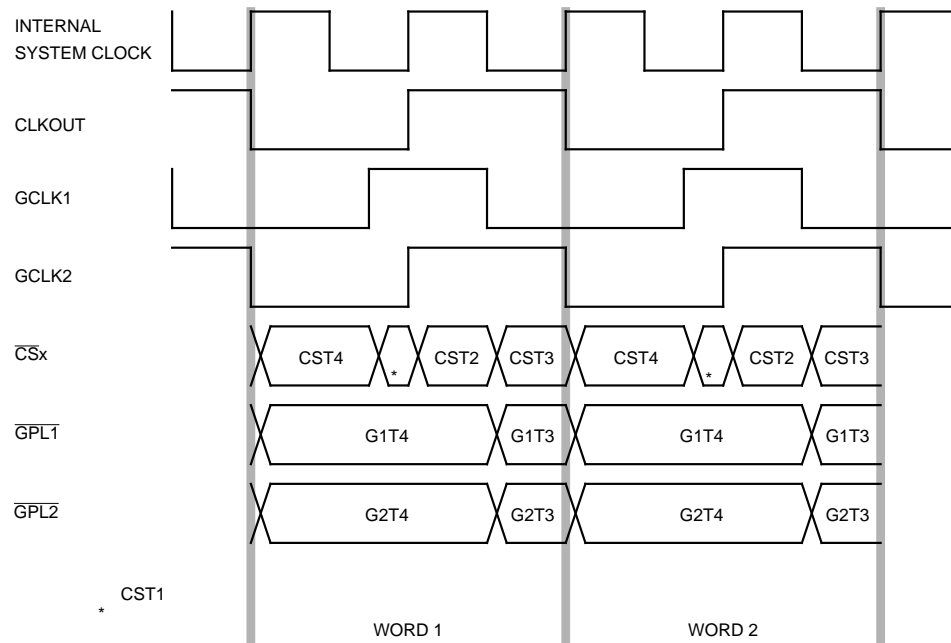 INTERNAL
SYSTEM CLOCK
CLKOUT
GCLK1
GCLK2
CSx CST4 * CST2 CST3 CST4 * CST2 CST3
GPL1 G1T4 G1T3 G1T4 G1T3
GPL2 G2T4 G2T3 G2T4 G2T3
* CST1
WORD 1 WORD 2